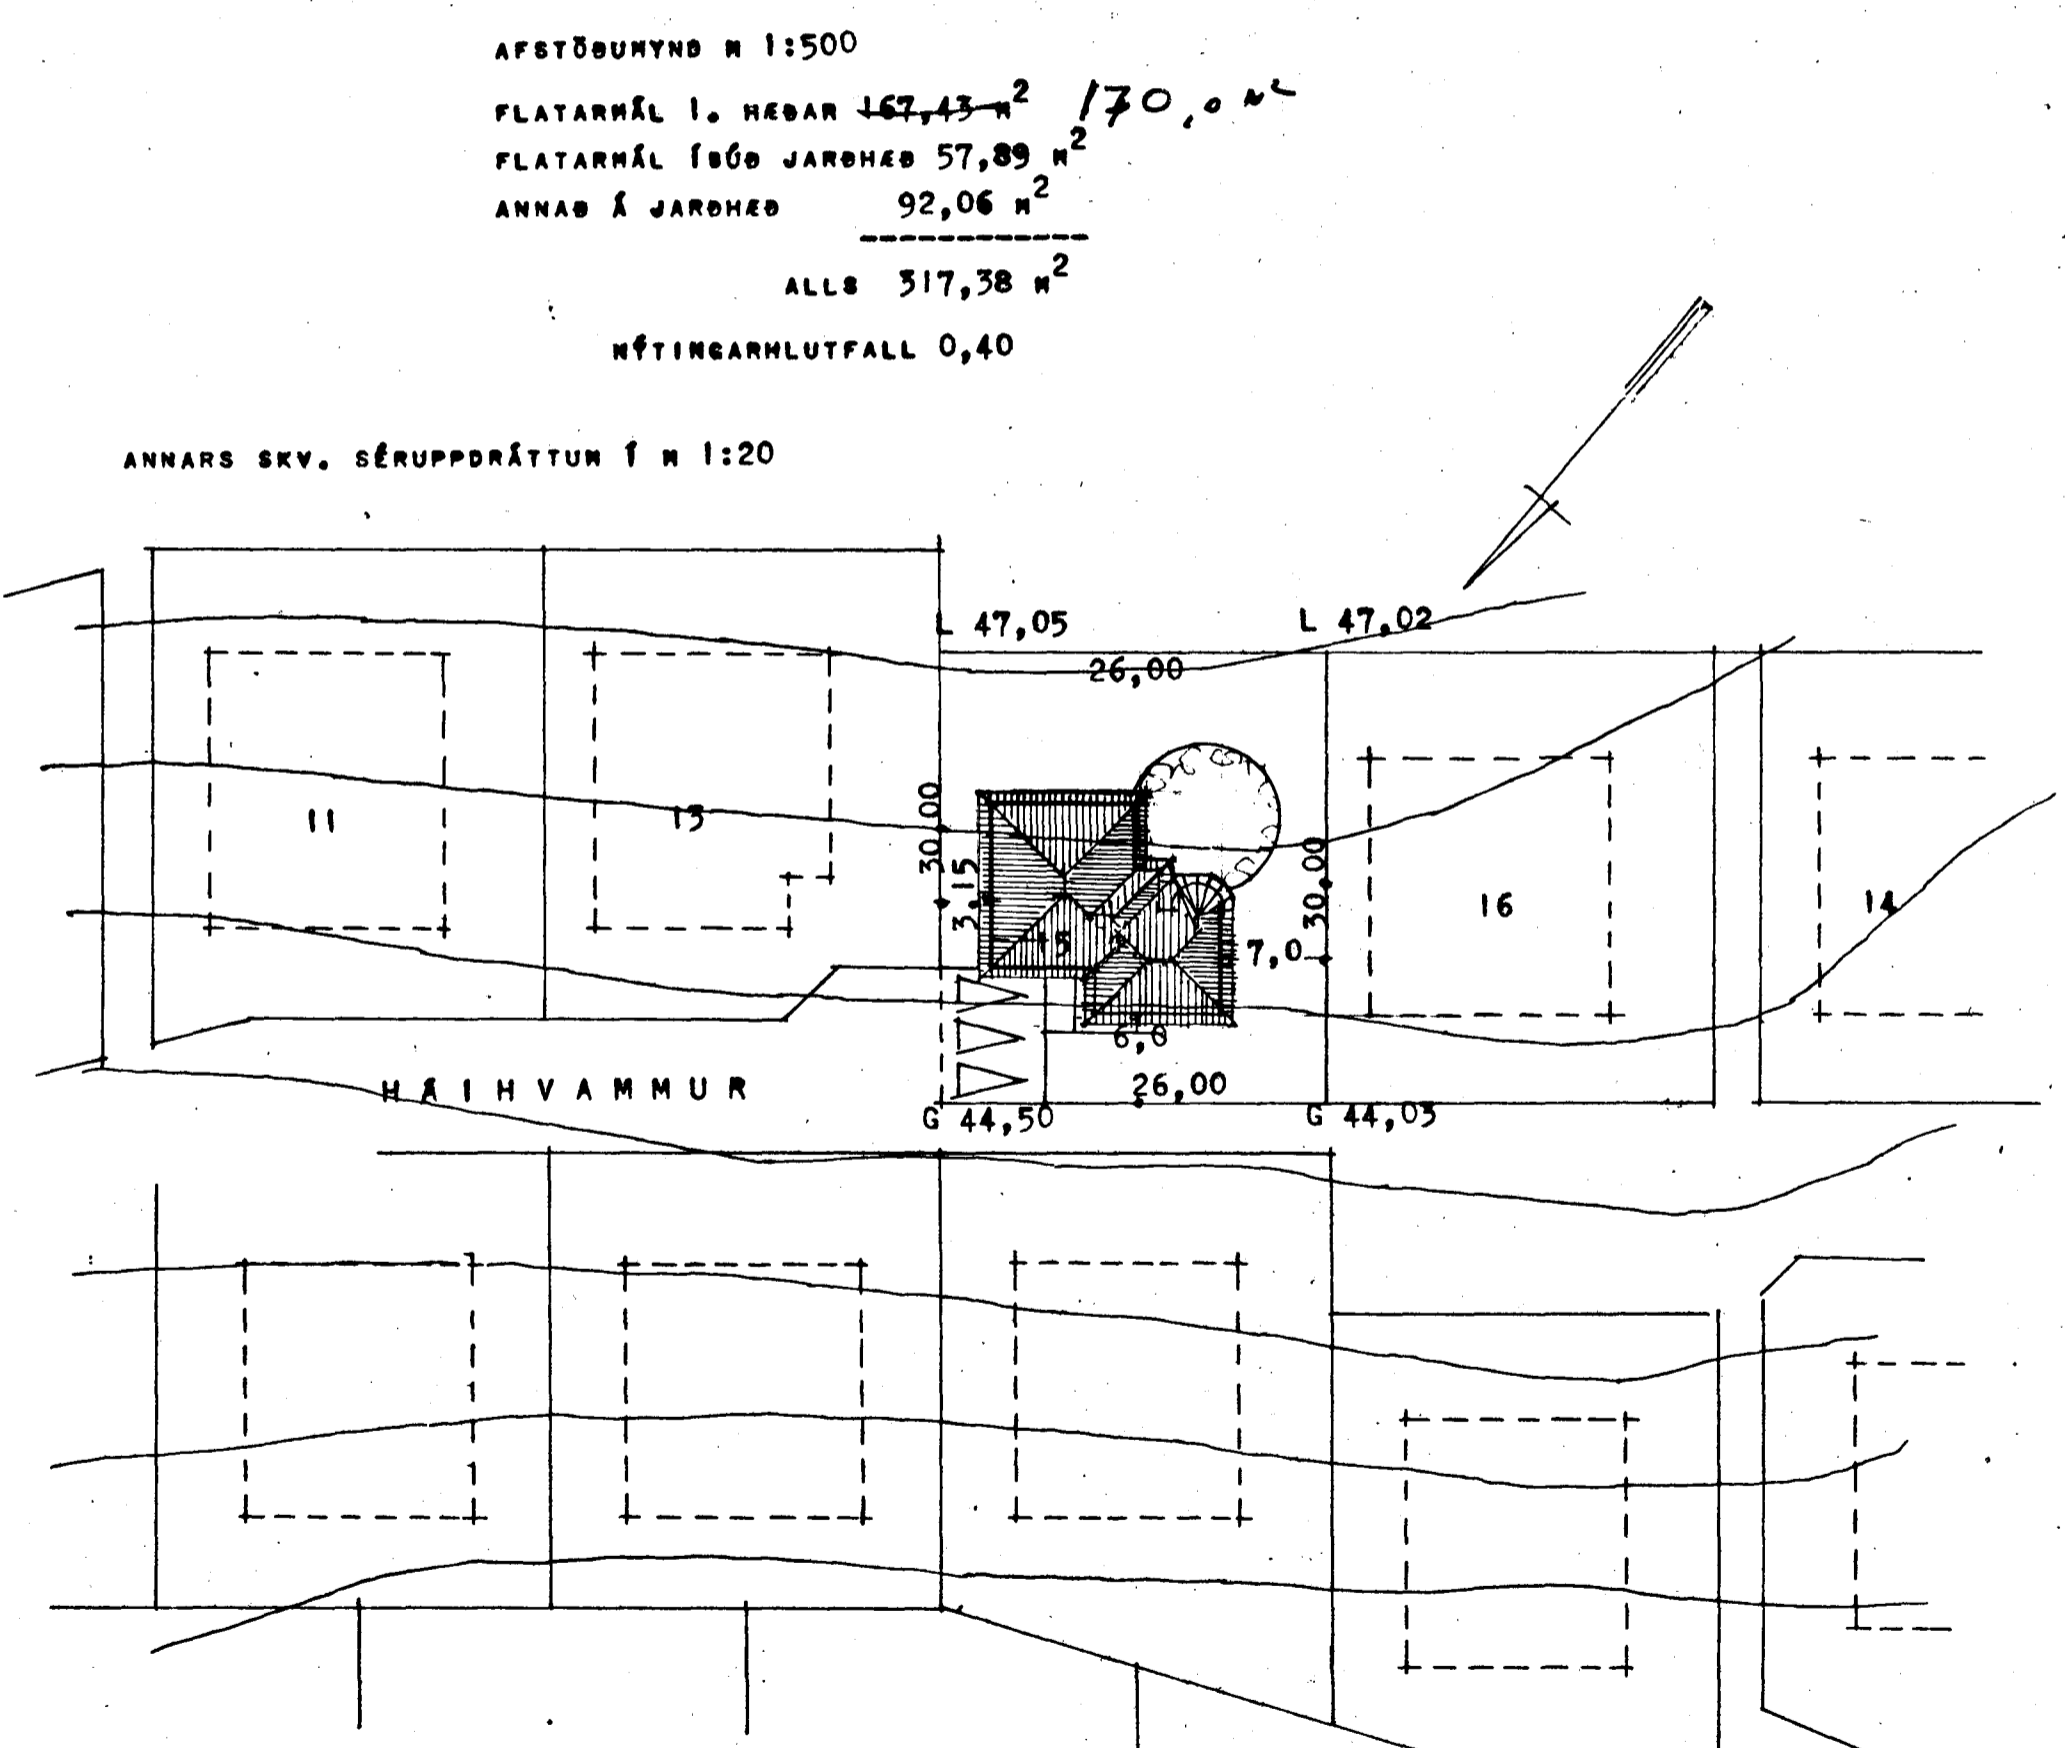 AFSTÖÐUMYND M 1:500
FLATARMÁL 1. HÆÐAR 167,43 M² 170,0 M²
FLATARMÁL ÍBÚÐ JARÐHÆÐ 57,89 M²
ANNAÐ Á JARÐHÆÐ 92,06 M²
ALLS 317,38 M²
NÝTINGARHLUTFALL 0,40
ANNARS SKV. SÉRUPPDRÁTTUM Í M 1:20
L 47,05
L 47,02
26,00
11
13
30,00
3,15
15
7,0
30,00
16
14
6,0
26,00
HÁIHVAMMUR
G 44,50
G 44,03